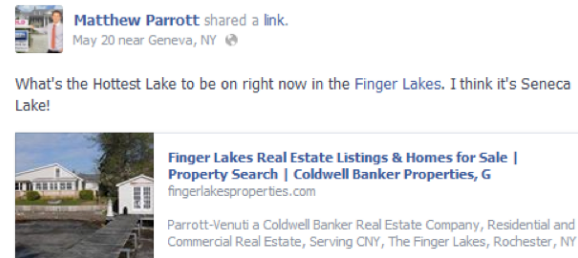 Matthew Parrott shared a link.
May 20 near Geneva, NY
What's the Hottest Lake to be on right now in the Finger Lakes. I think it's Seneca
Lake!
Finger Lakes Real Estate Listings & Homes for Sale |
Property Search | Coldwell Banker Properties, G
fingerlakesproperties.com
Parrott-Venuti a Coldwell Banker Real Estate Company, Residential and
Commercial Real Estate, Serving CNY, The Finger Lakes, Rochester, NY